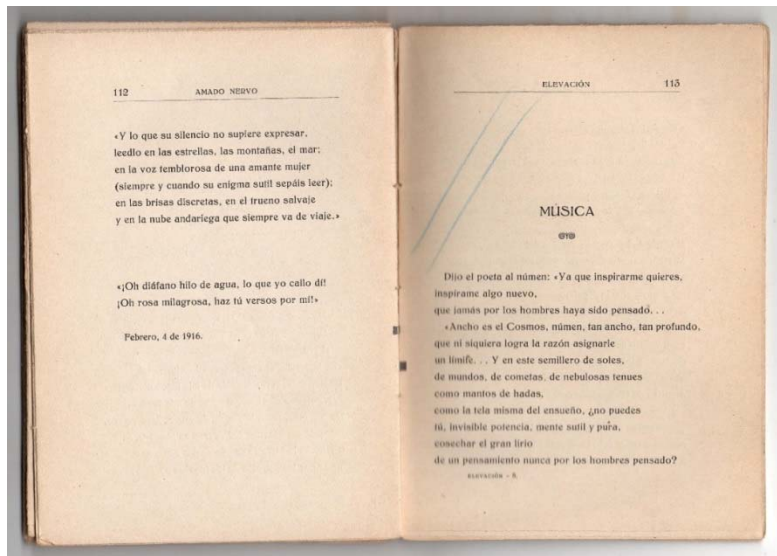 112 AMADO NERVO
«Y lo que su silencio no supiere expresar,
leedlo en las estrellas, las montañas, el mar;
en la voz temblorosa de una amante mujer
(siempre y cuando su enigma sutil sepáis leer);
en las brisas discretas, en el trueno salvaje
y en la nube andariega que siempre va de viaje.»
«¡Oh diáfano hilo de agua, lo que yo callo dí!
¡Oh rosa milagrosa, haz tú versos por mí!»
Febrero, 4 de 1916.
ELEVACIÓN 113
MÚSICA
Dijo el poeta al númen: «Ya que inspirarme quieres,
inspírame algo nuevo,
que jamás por los hombres haya sido pensado. . .
«Ancho es el Cosmos, númen, tan ancho, tan profundo,
que ni siquiera logra la razón asignarle
un límite. . . Y en este semillero de soles,
de mundos, de cometas, de nebulosas tenues
como mantos de hadas,
como la tela misma del ensueño, ¿no puedes
tú, invisible potencia, mente sutil y pura,
cosechar el gran lirio
de un pensamiento nunca por los hombres pensado?
ELEVACIÓN - 8.